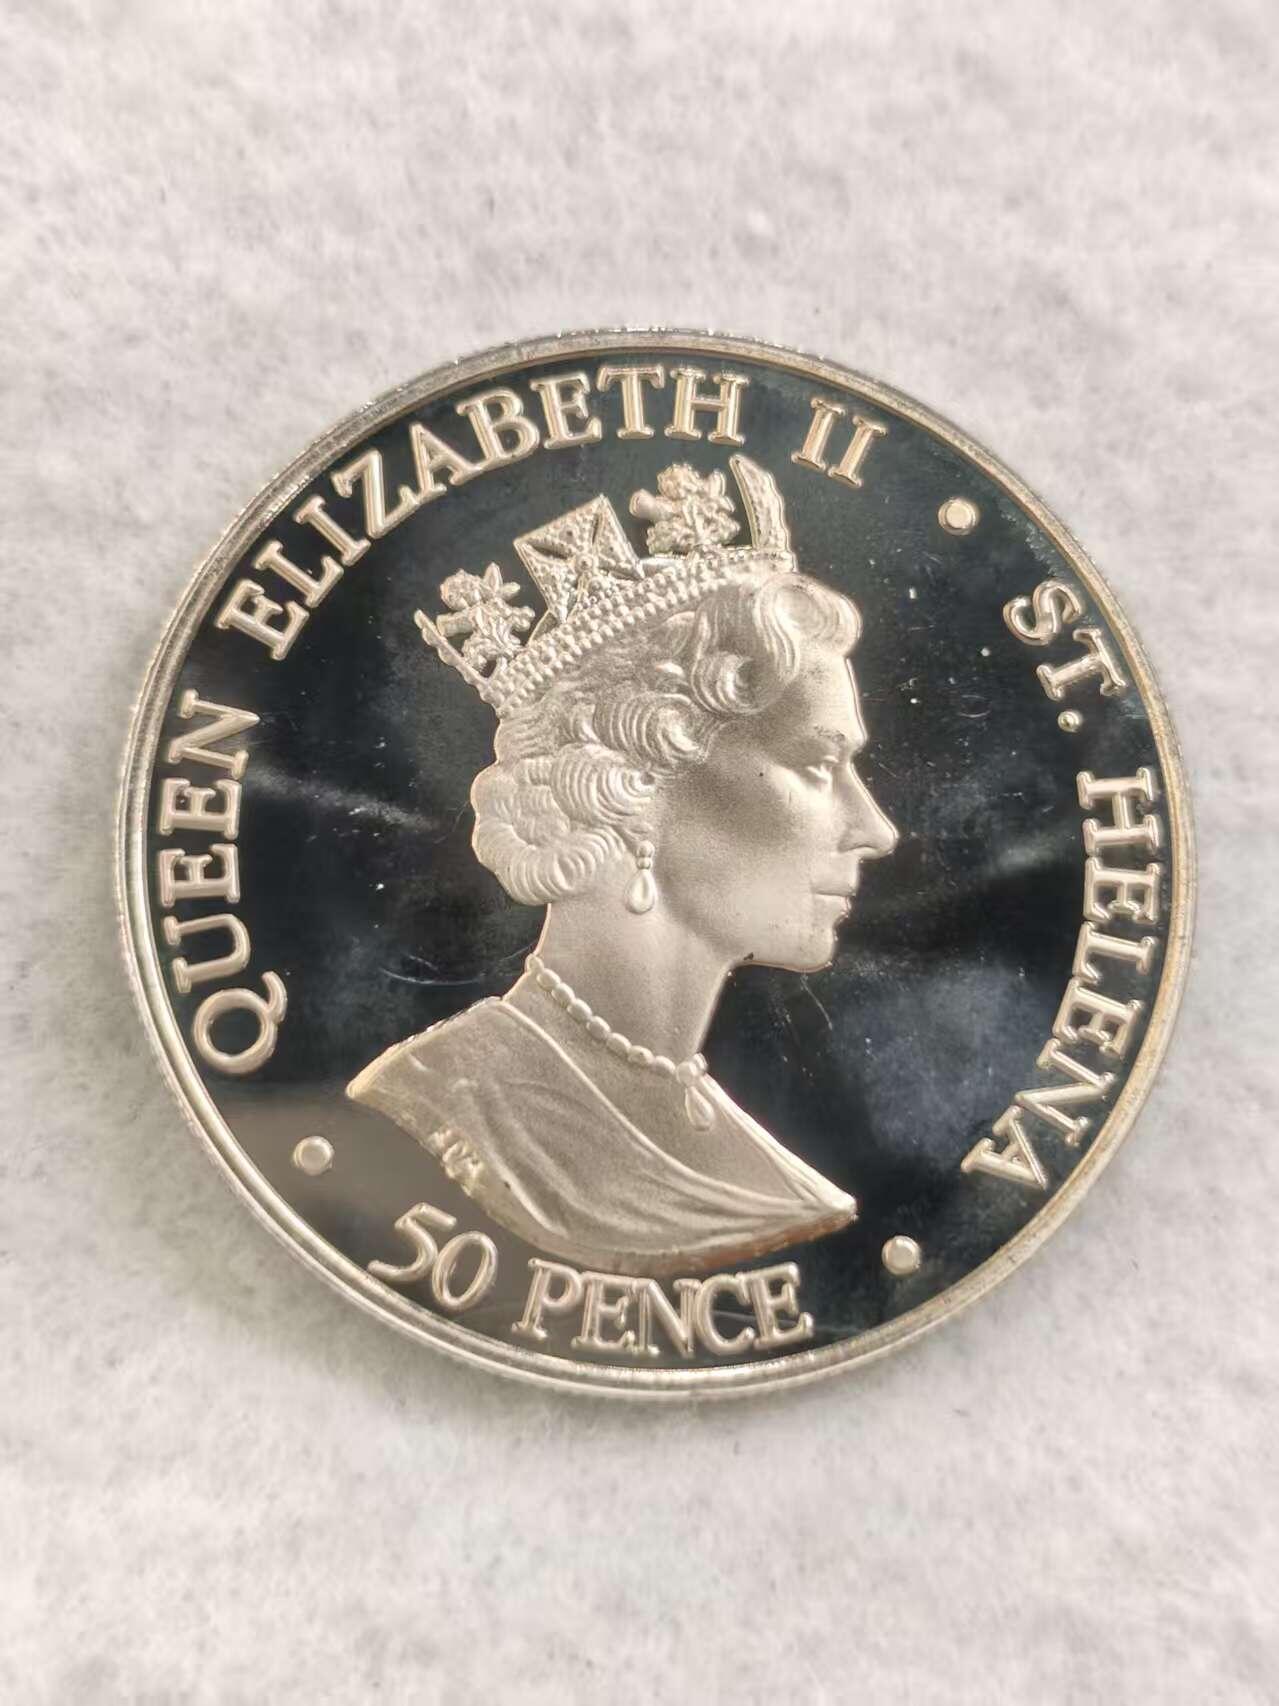 QUEEN ELIZABETH II • ST. HELENA •
50 PENCE •